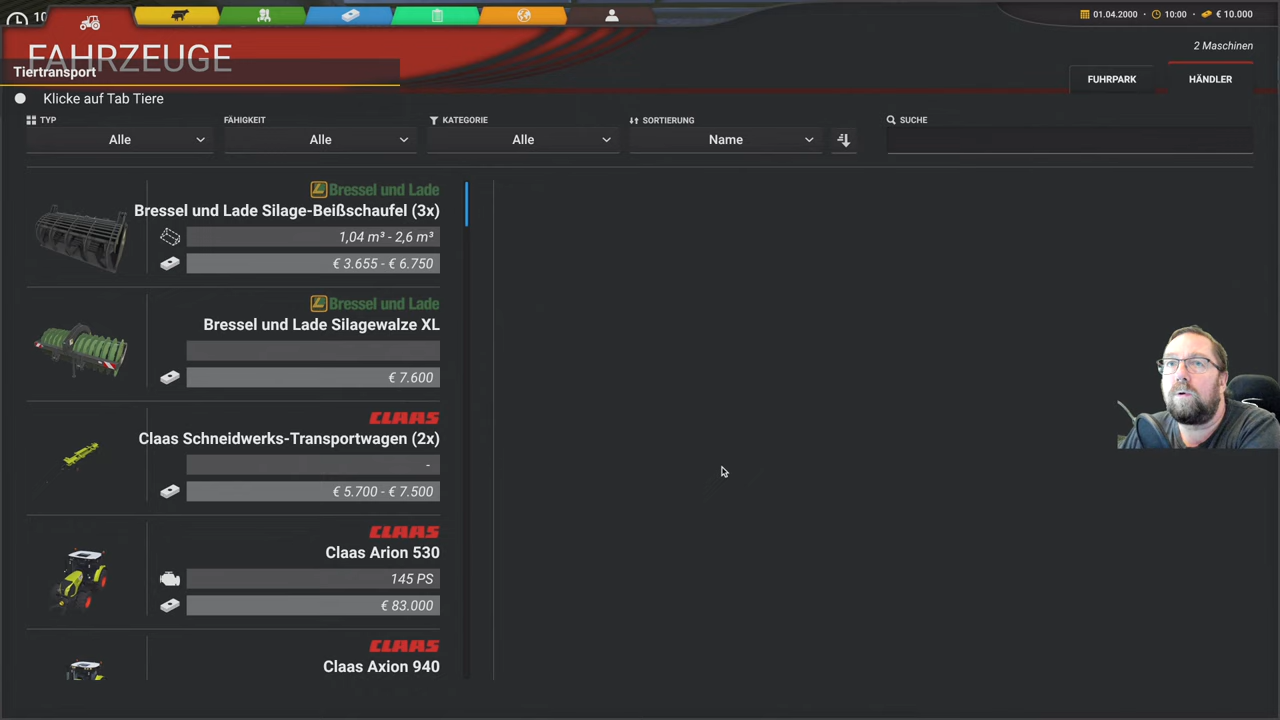 10
01.04.2000 • 10:00 • € 10.000
FAHRZEUGE
2 Maschinen
Tiertransport
FUHRPARK
HÄNDLER
Klicke auf Tab Tiere
TYP
FÄHIGKEIT
KATEGORIE
SORTIERUNG
SUCHE
Alle
Alle
Alle
Name
Bressel und Lade
Bressel und Lade Silage-Beißschaufel (3x)
1,04 m³ - 2,6 m³
€ 3.655 - € 6.750
Bressel und Lade
Bressel und Lade Silagewalze XL
€ 7.600
CLAAS
Claas Schneidwerks-Transportwagen (2x)
-
€ 5.700 - € 7.500
CLAAS
Claas Arion 530
145 PS
€ 83.000
CLAAS
Claas Axion 940